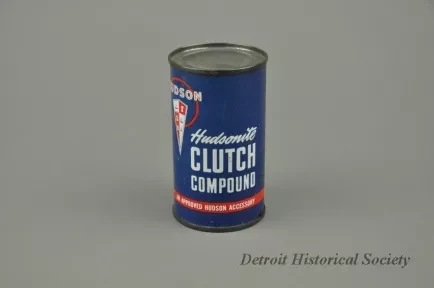 HUDSON
Hudsonite
CLUTCH
COMPOUND
AN APPROVED HUDSON ACCESSORY
Detroit Historical Society